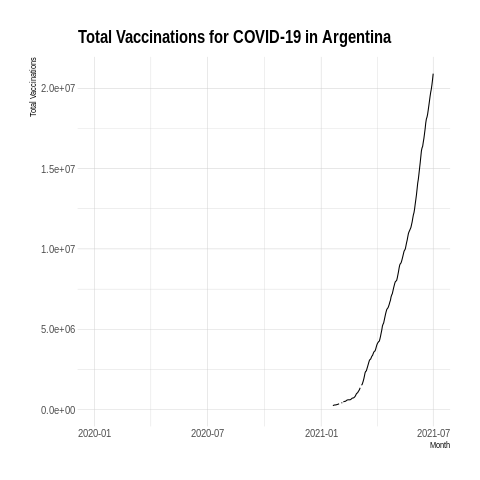 Total Vaccinations for COVID-19 in Argentina
Total Vaccinations
2.0e+07
1.5e+07
1.0e+07
5.0e+06
0.0e+00
2020-01
2020-07
2021-01
2021-07
Month